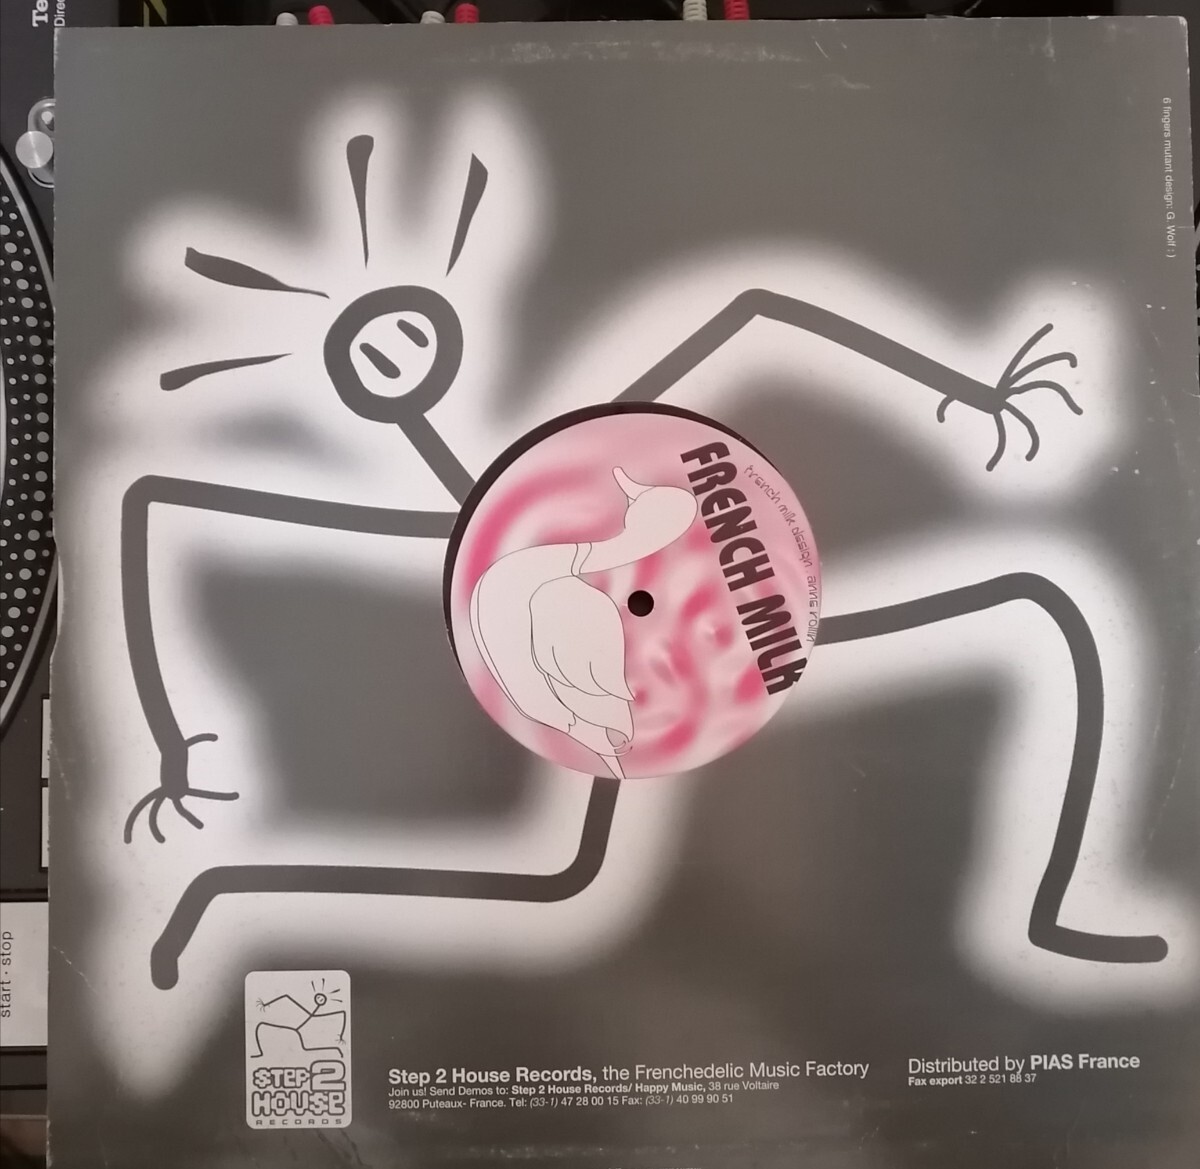 Te
Direc
6 fingers mutant design: G. Wolf :)
FRENCH MILK
french milk design : anne rollin
start · stop
STEP 2
HOUSE
RECORDS
Step 2 House Records, the Frenchedelic Music Factory
Join us! Send Demos to: Step 2 House Records/ Happy Music, 38 rue Voltaire
92800 Puteaux- France. Tel: (33-1) 47 28 00 15 Fax: (33-1) 40 99 90 51
Distributed by PIAS France
Fax export 32 2 521 88 37